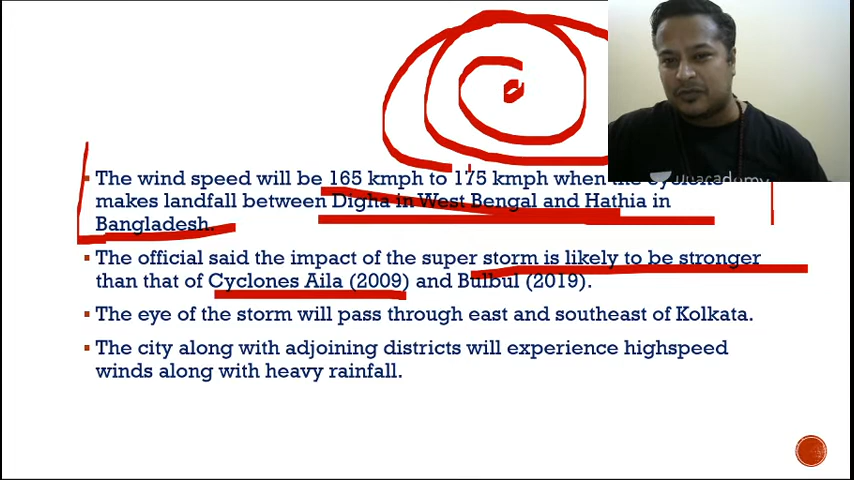 The wind speed will be 165 kmph to 175 kmph when the cyclone
makes landfall between Digha in West Bengal and Hathia in
Bangladesh.
The official said the impact of the super storm is likely to be stronger
than that of Cyclones Aila (2009) and Bulbul (2019).
The eye of the storm will pass through east and southeast of Kolkata.
The city along with adjoining districts will experience highspeed
winds along with heavy rainfall.